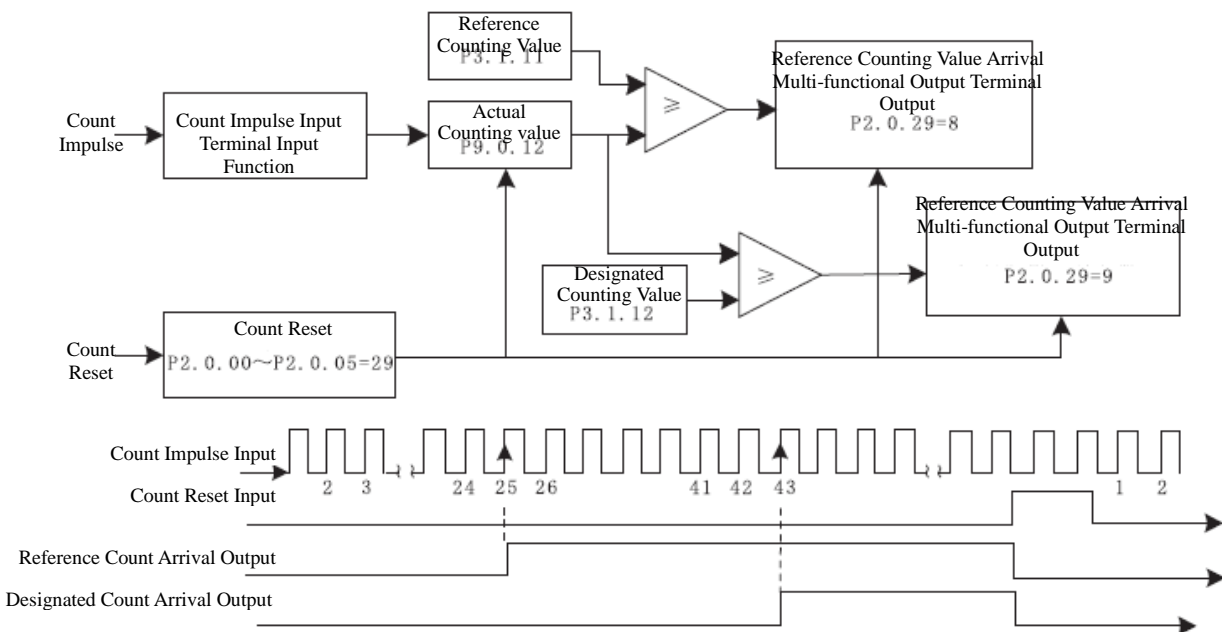 Reference
Counting Value
P3.1.11
Reference Counting Value Arrival
Multi-functional Output Terminal
Output
P2.0.29=8
Count
Impulse
Count Impulse Input
Terminal Input
Function
Actual
Counting value
P9.0.12
≥
Reference Counting Value Arrival
Multi-functional Output Terminal
Output
P2.0.29=9
Designated
Counting Value
P3.1.12
≥
Count
Reset
Count Reset
P2.0.00～P2.0.05=29
Count Impulse Input
2 3 24 25 26 41 42 43 1 2
Count Reset Input
Reference Count Arrival Output
Designated Count Arrival Output